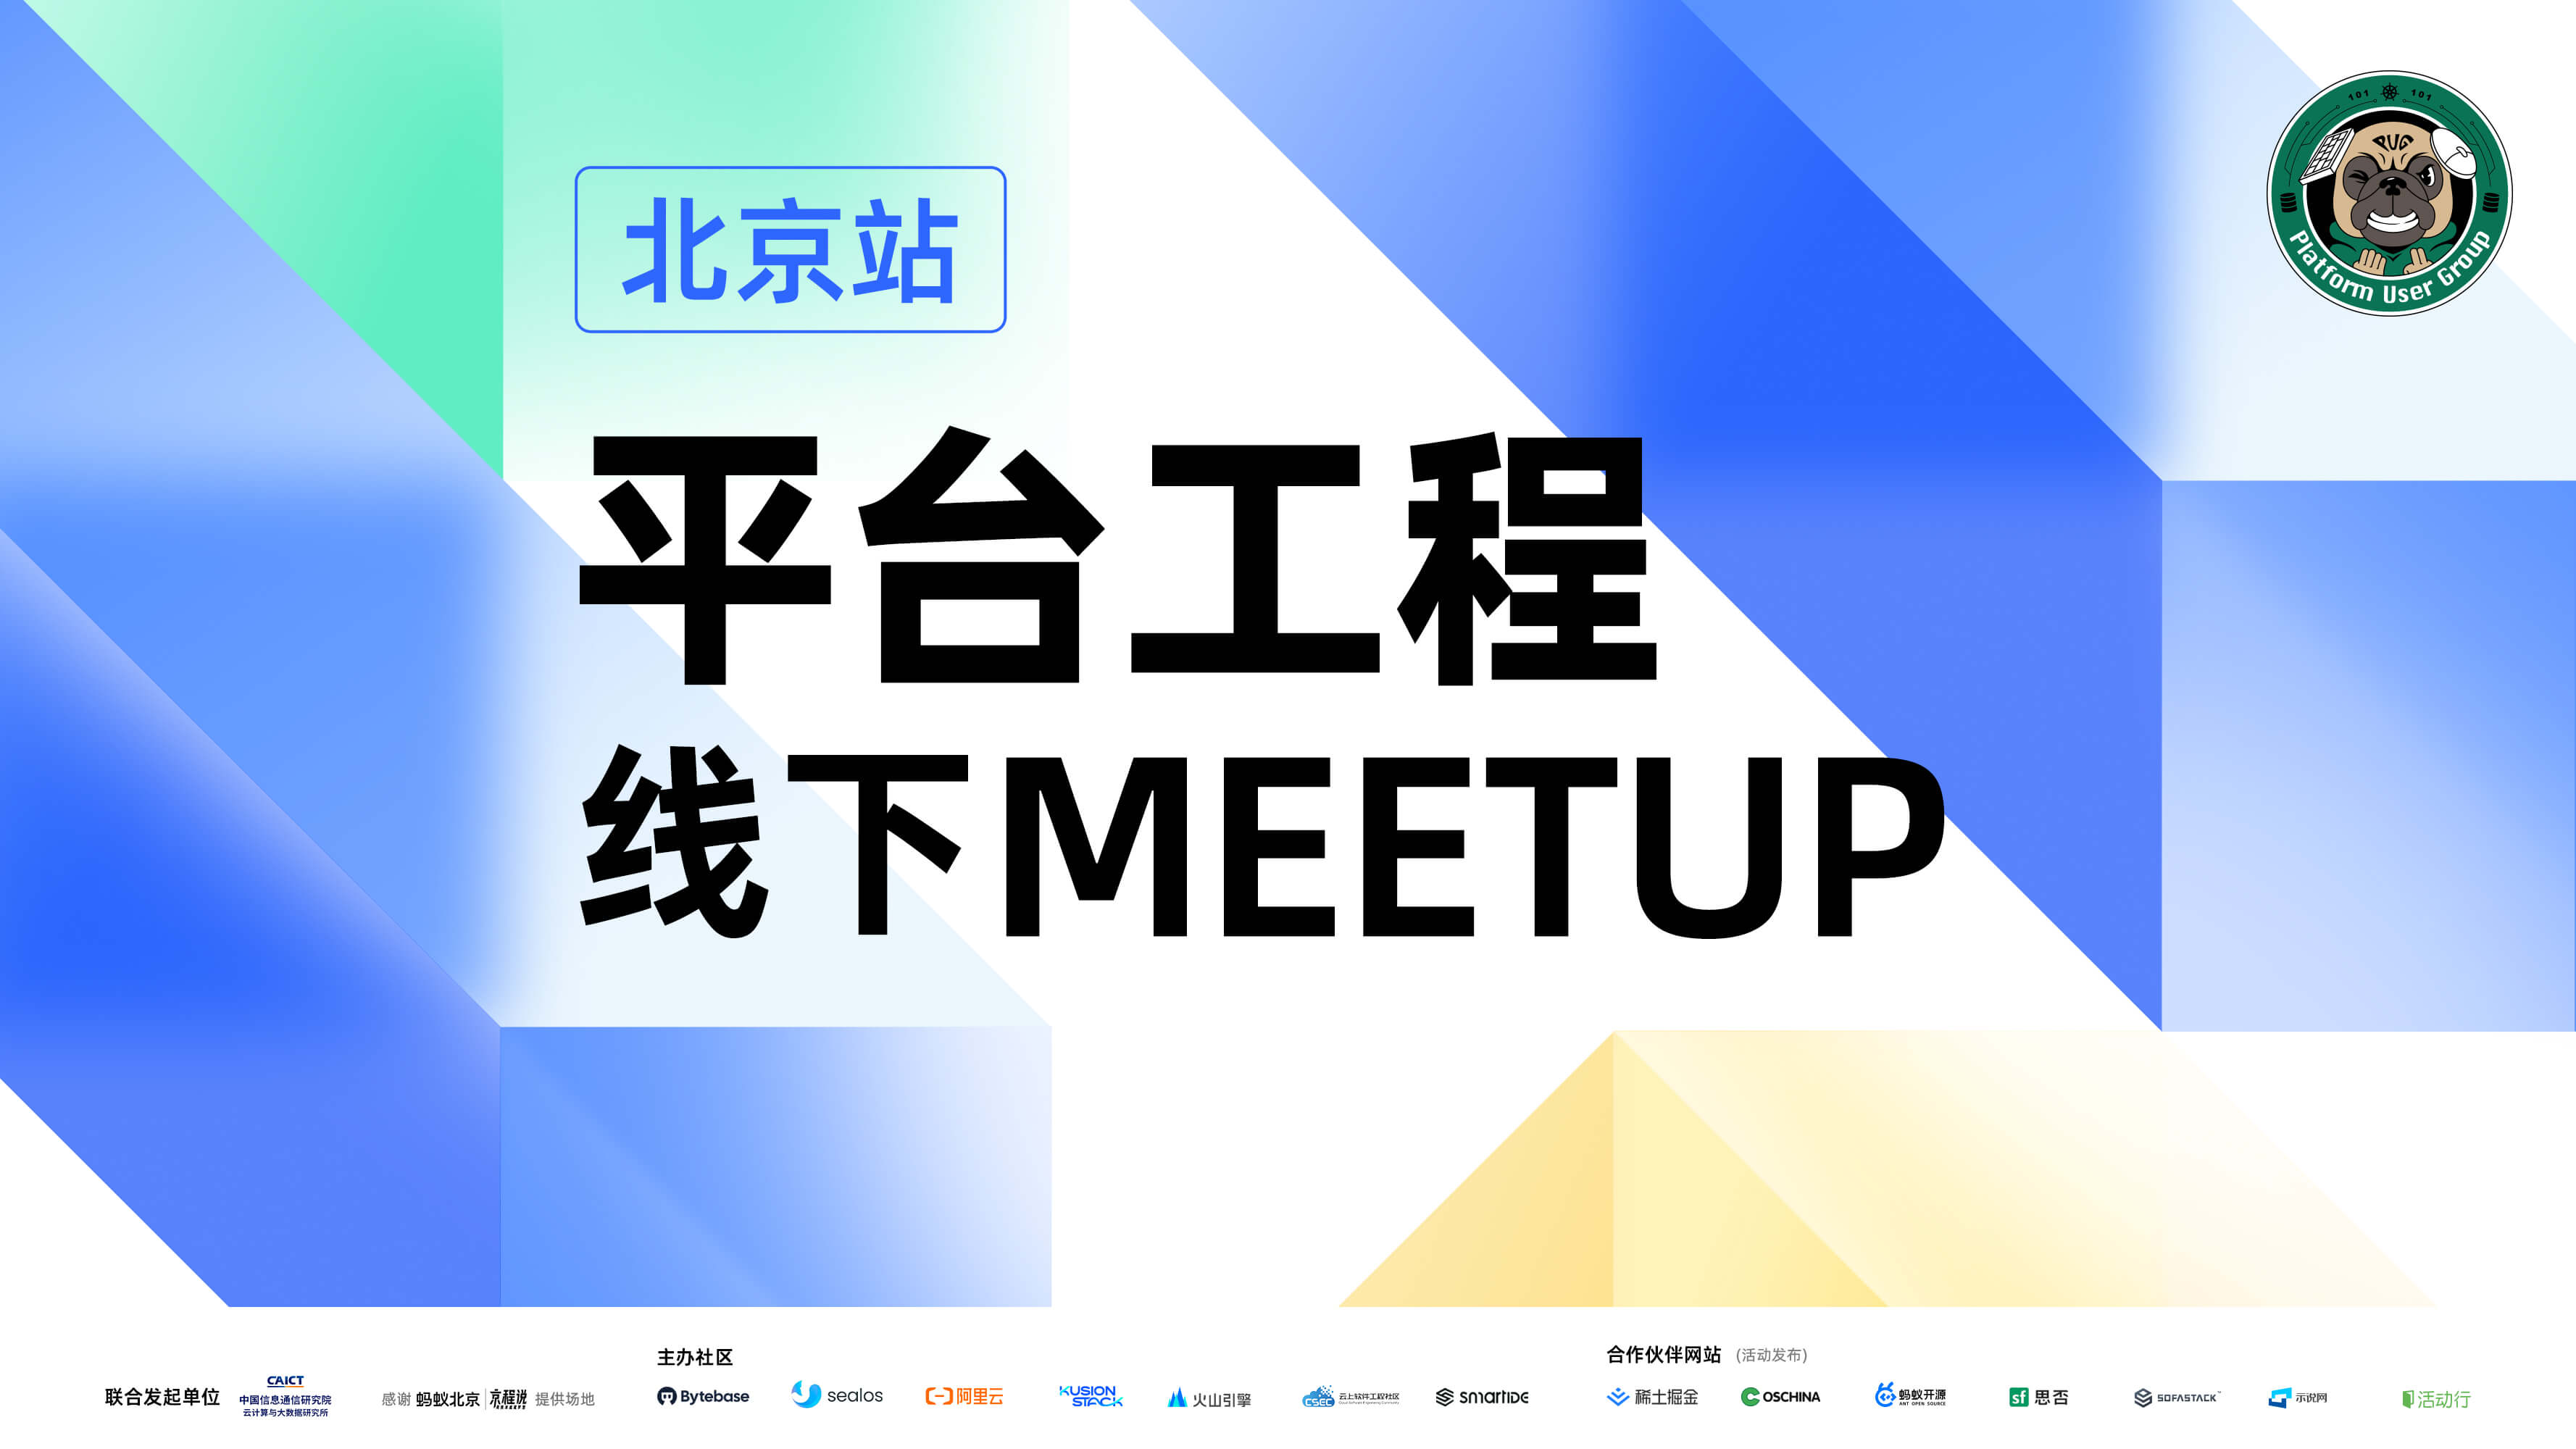 101 101
PUG
Platform User Group
北京站
平台工程
线下MEETUP
联合发起单位
CAICT
中国信息通信研究院
云计算与大数据研究所
感谢 蚂蚁北京 京程说 提供场地
主办社区
Bytebase
sealos
阿里云
KUSION STACK
火山引擎
CSEC 云上软件工程社区
Cloud Software Engineering Community
smartIDE
合作伙伴网站 (活动发布)
稀土掘金
OSCHINA
蚂蚁开源
ANT OPEN SOURCE
sf 思否
SOFASTACK™
示说网
活动行